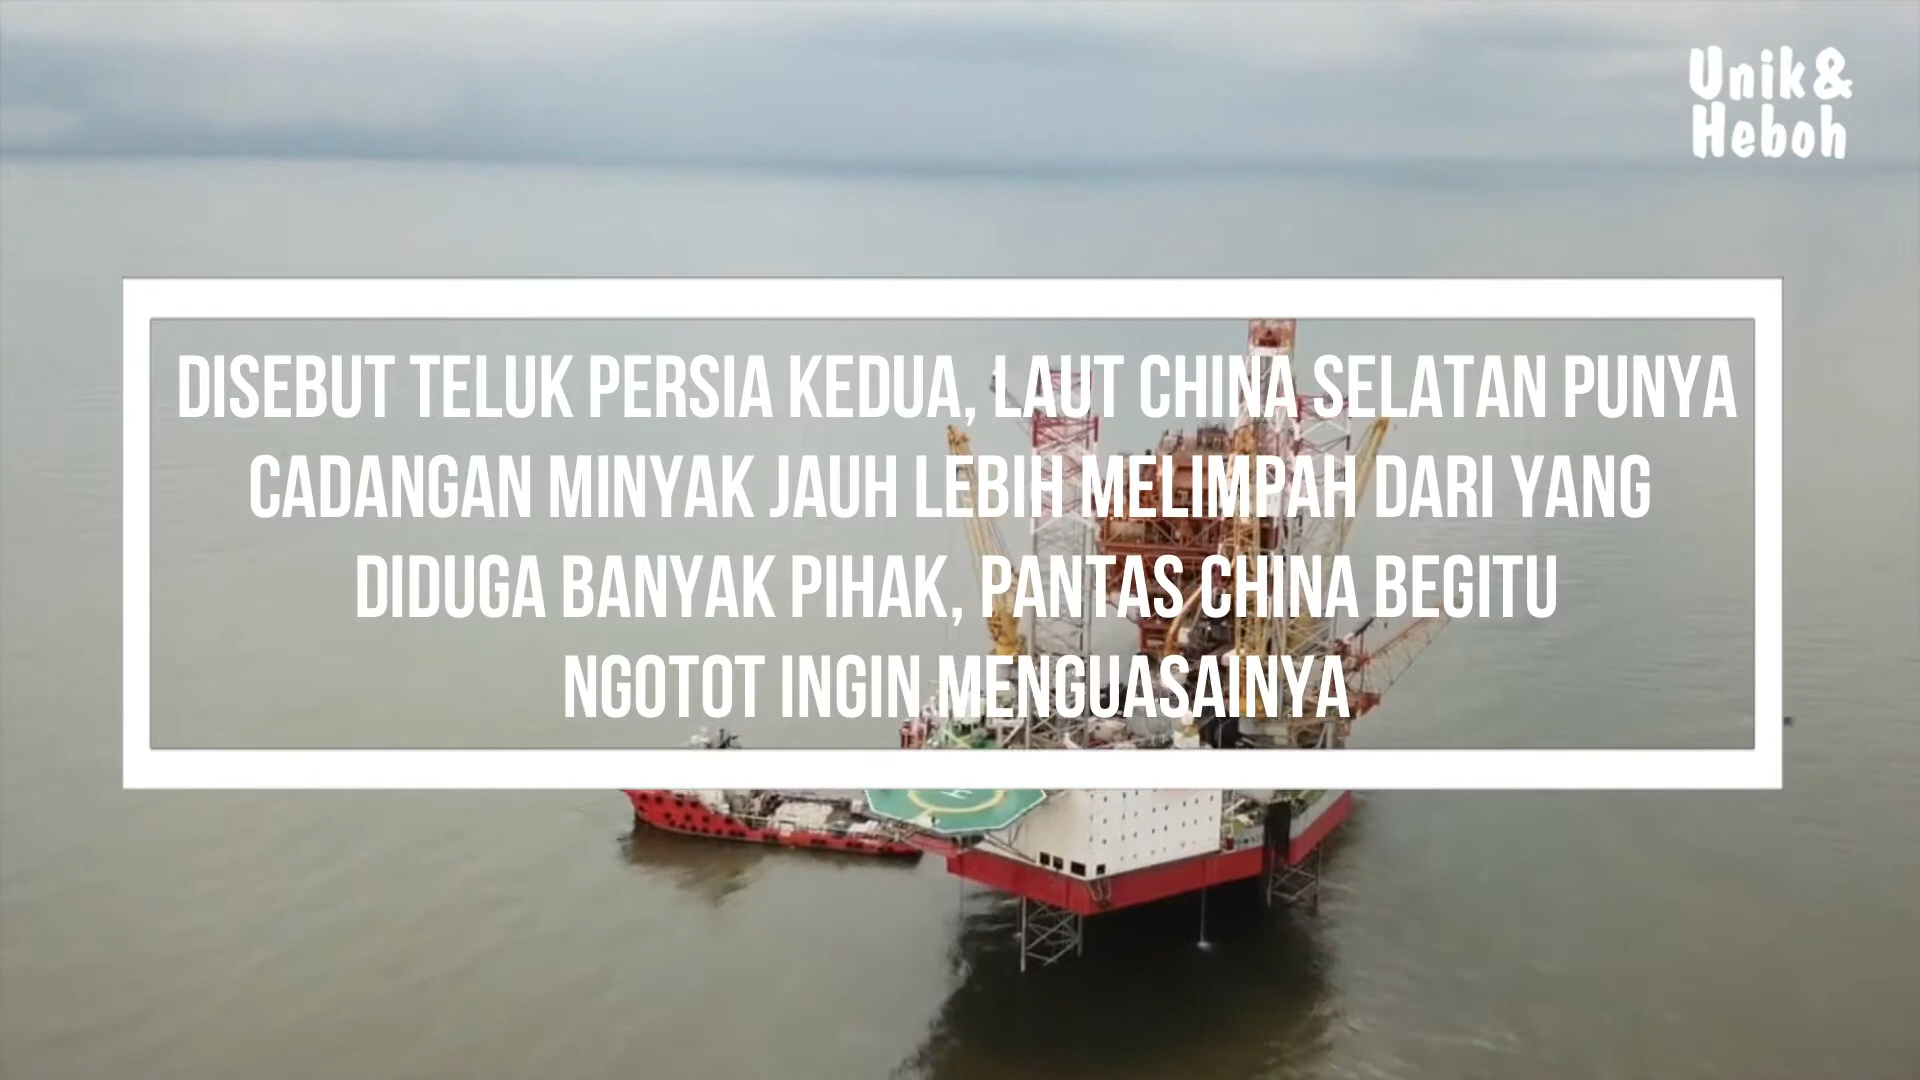 Unik&
Heboh
DISEBUT TELUK PERSIA KEDUA, LAUT CHINA SELATAN PUNYA
CADANGAN MINYAK JAUH LEBIH MELIMPAH DARI YANG
DIDUGA BANYAK PIHAK, PANTAS CHINA BEGITU
NGOTOT INGIN MENGUASAINYA